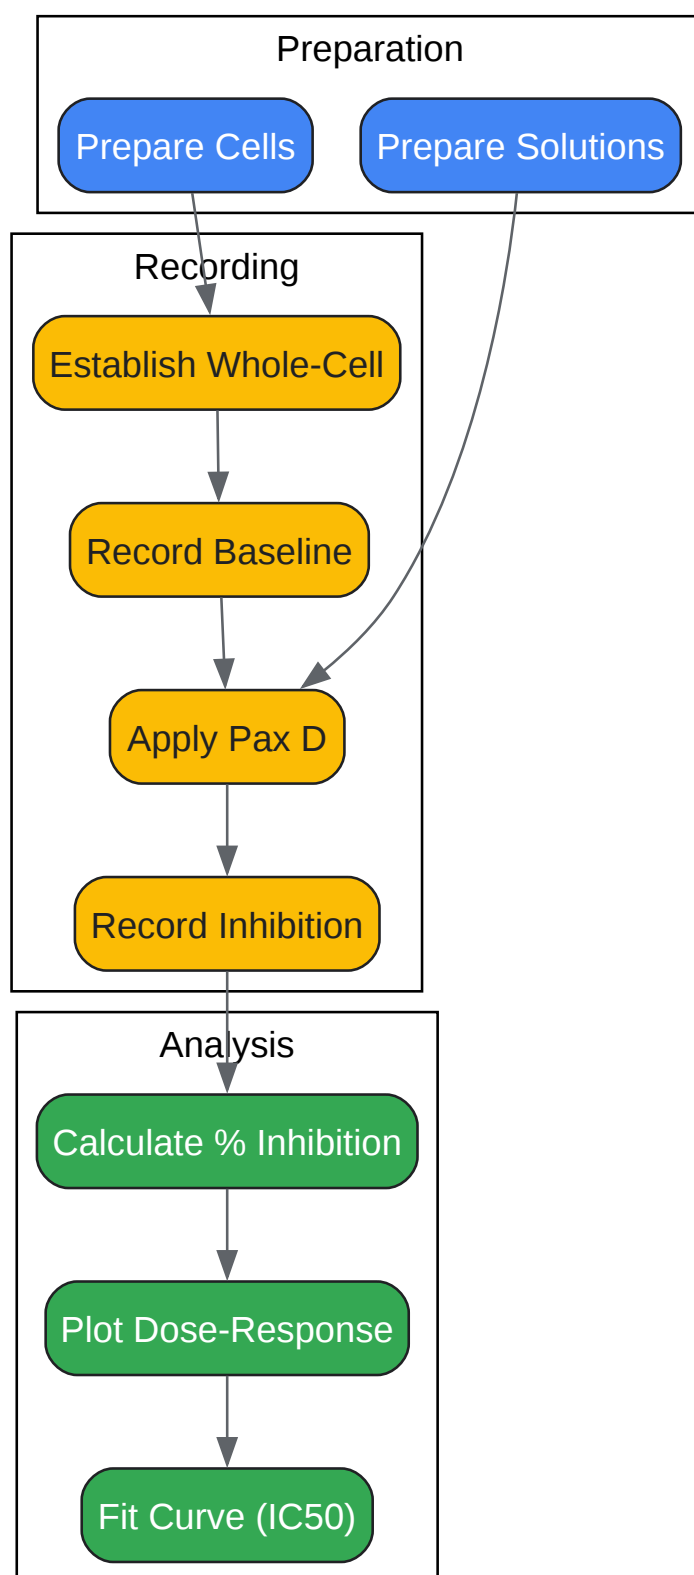 Preparation
Prepare Cells
Prepare Solutions
Recording
Establish Whole-Cell
Record Baseline
Apply Pax D
Record Inhibition
Analysis
Calculate % Inhibition
Plot Dose-Response
Fit Curve (IC50)